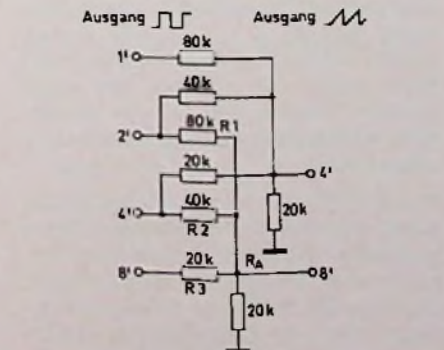 Ausgang Ausgang
80k
1'
40k
80k R1
2'
20k
4'
40k 20k
4'
R2
20k RA
8' 8'
R3
20k